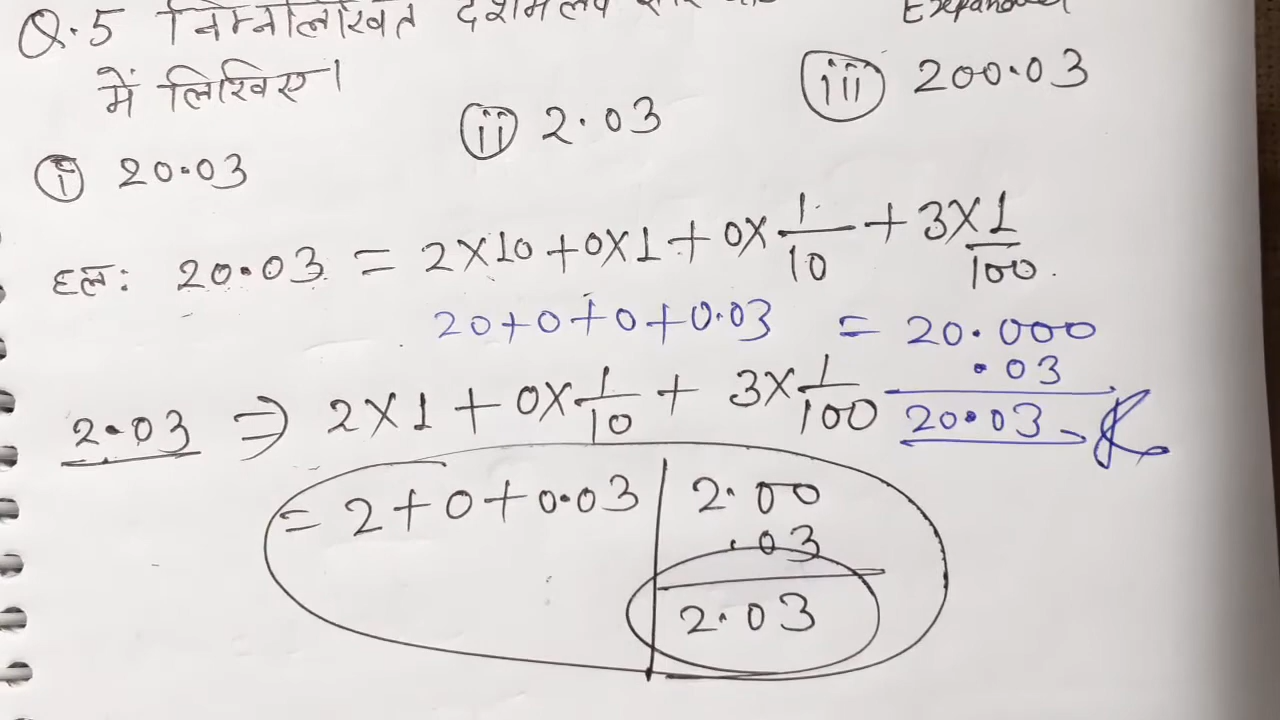 Q.5 निम्नलिखित दशमलव
में लिखिए।
(i) 20.03
(ii) 2.03
(iii) 200.03
हल: 20.03 = 2×10+0×1+0×1/10+3×1/100.
20+0+0+0.03 = 20.000
.03
20.03
2.03 ⇒ 2×1+0×1/10+3×1/100
= 2+0+0.03
2.00
.03
2.03